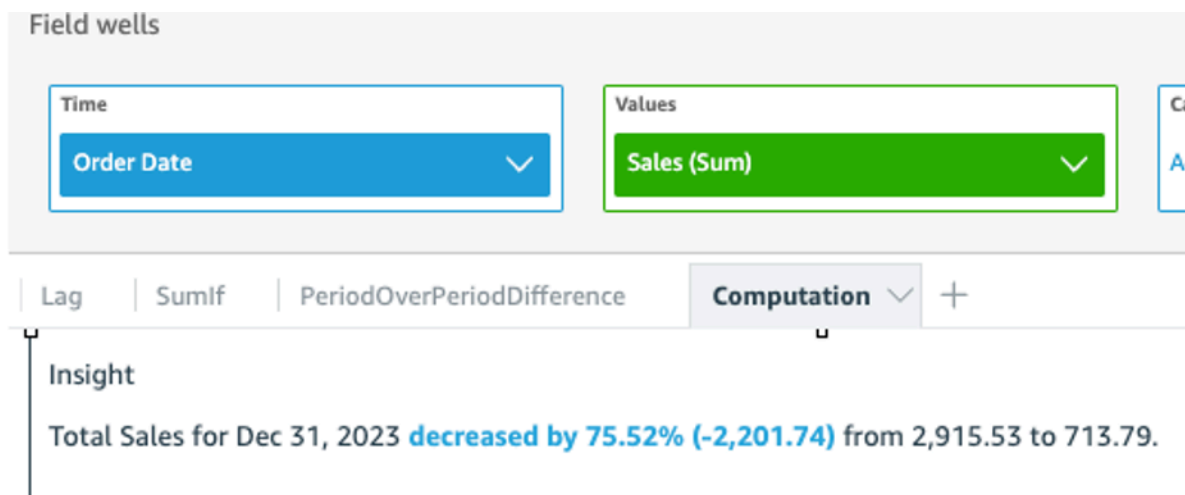 Field wells
Time
Values
Order Date
Sales (Sum)
Lag
SumIf
PeriodOverPeriodDifference
Computation
Insight
Total Sales for Dec 31, 2023 decreased by 75.52% (-2,201.74) from 2,915.53 to 713.79.